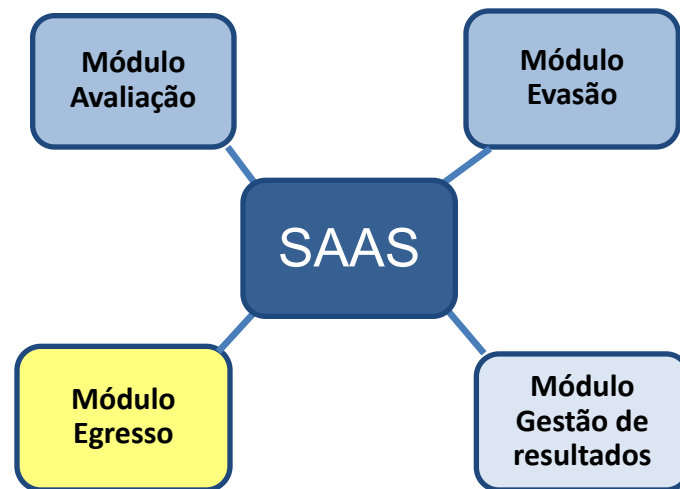 Módulo
Avaliação
Módulo
Evasão
SAAS
Módulo
Egresso
Módulo
Gestão de
resultados